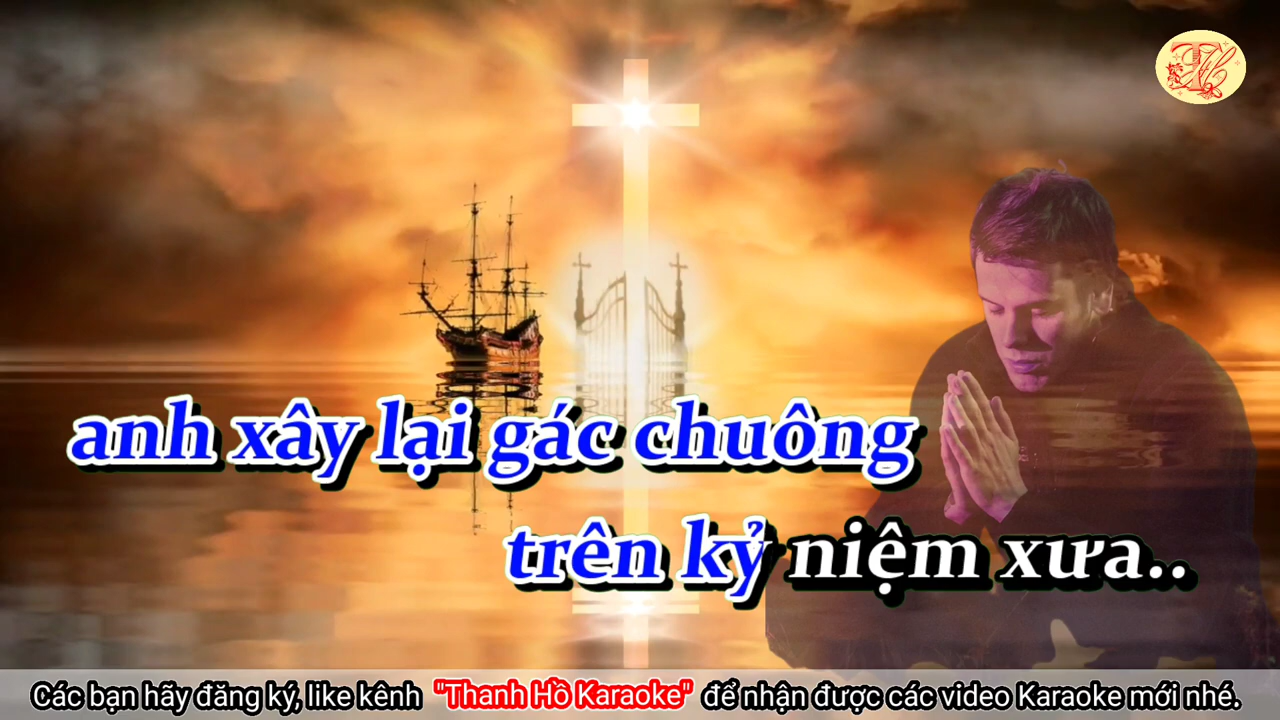 anh xây lại gác chuông
trên kỷ niệm xưa..
Các bạn hãy đăng ký, like kênh "Thanh Hồ Karaoke" để nhận được các video Karaoke mới nhé.